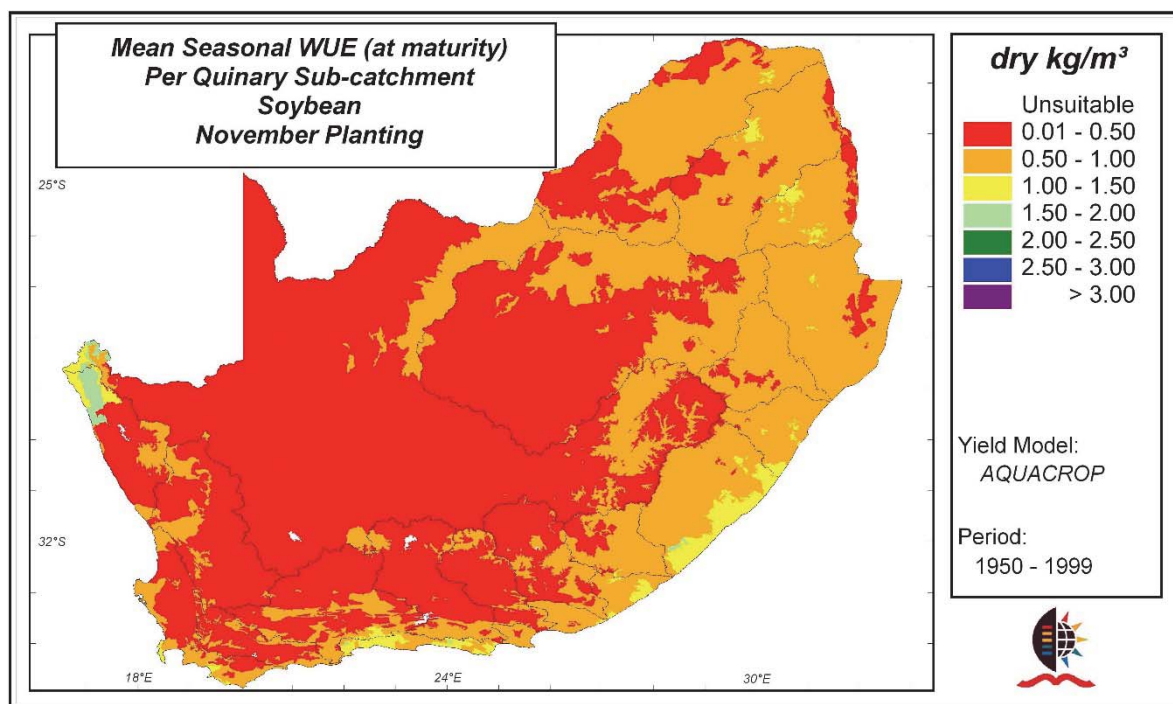 Mean Seasonal WUE (at maturity)
Per Quinary Sub-catchment
Soybean
November Planting
dry kg/m³
Unsuitable
0.01 - 0.50
0.50 - 1.00
1.00 - 1.50
1.50 - 2.00
2.00 - 2.50
2.50 - 3.00
> 3.00
Yield Model:
AQUACROP
Period:
1950 - 1999
25°S
32°S
18°E
24°E
30°E